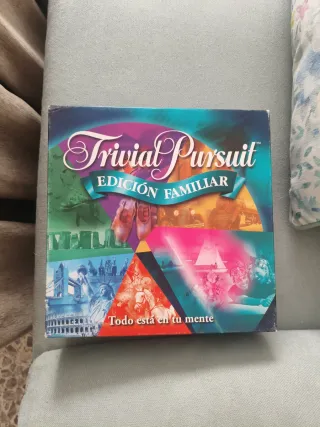 Trivial Pursuit
EDICIÓN FAMILIAR
Todo está en tu mente